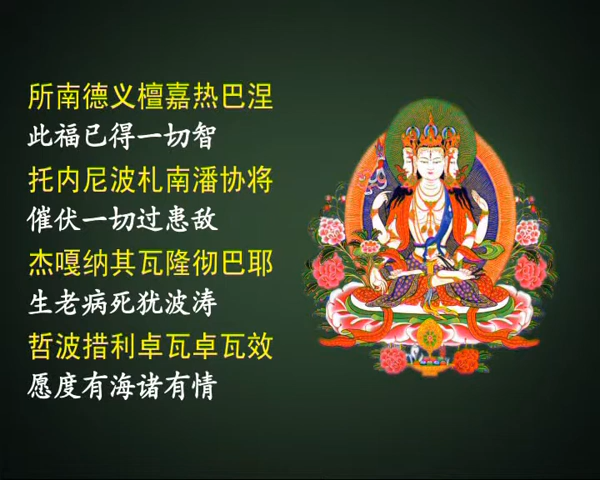 所南德义檀嘉热巴涅
此福已得一切智
托内尼波札南潘协将
催伏一切过患敌
杰嘎纳其瓦隆彻巴耶
生老病死犹波涛
哲波措利卓瓦卓瓦效
愿度有海诸有情